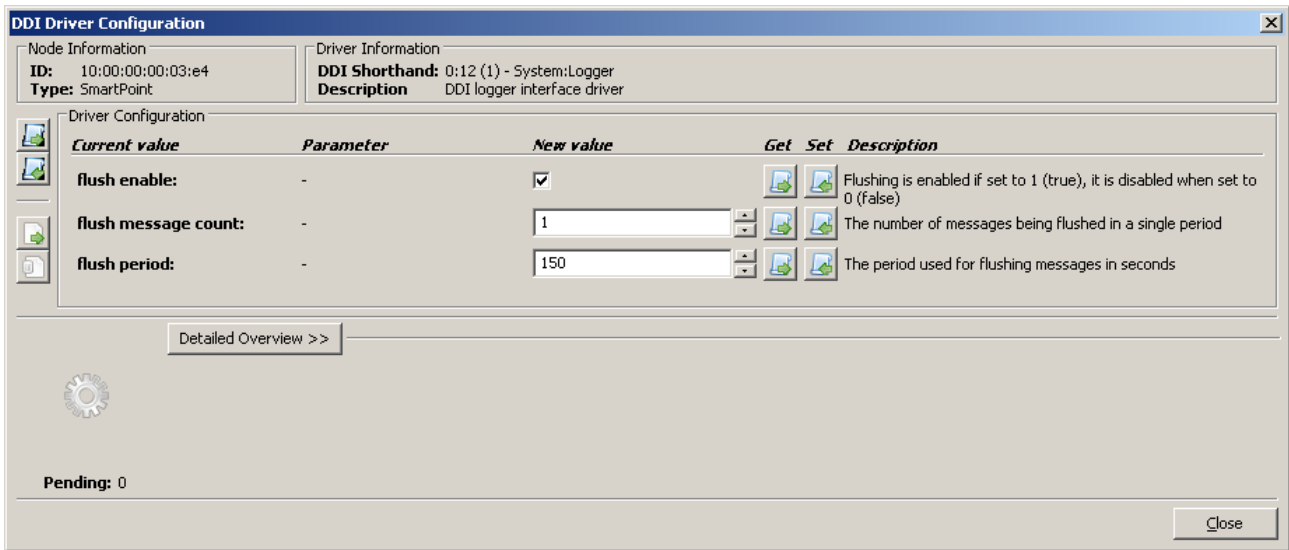 DDI Driver Configuration
Node Information
ID: 10:00:00:00:03:e4
Type: SmartPoint
Driver Information
DDI Shorthand: 0:12 (1) - System:Logger
Description DDI logger interface driver
Driver Configuration
Current value Parameter New value Get Set Description
flush enable: - Flushing is enabled if set to 1 (true), it is disabled when set to
0 (false)
flush message count: - 1 The number of messages being flushed in a single period
flush period: - 150 The period used for flushing messages in seconds
Detailed Overview >>
Pending: 0
Close